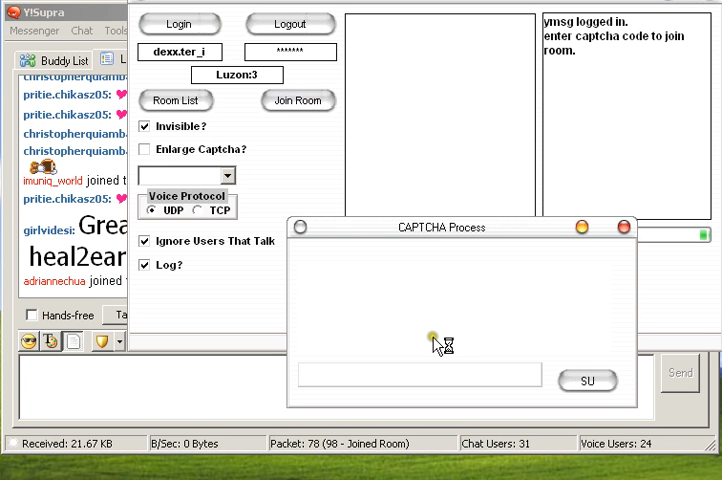 Y!Supra
Messenger Chat Tools
Buddy List
christopherquiamb
pritie.chikasz05:
pritie.chikasz05:
christopherquiamb
christopherquiamb
imuniq_world joined t
pritie.chikasz05:
girlvidesi: Grea
heal2ear
adriannechua joined
Hands-free Ta
Send
Received: 21.67 KB B/Sec: 0 Bytes Packet: 78 (98 - Joined Room) Chat Users: 31 Voice Users: 24
Login Logout
dexx.ter_i *******
Luzon:3
Room List Join Room
Invisible?
Enlarge Captcha?
Voice Protocol
UDP TCP
Ignore Users That Talk
Log?
ymsg logged in.
enter captcha code to join
room.
CAPTCHA Process
SU